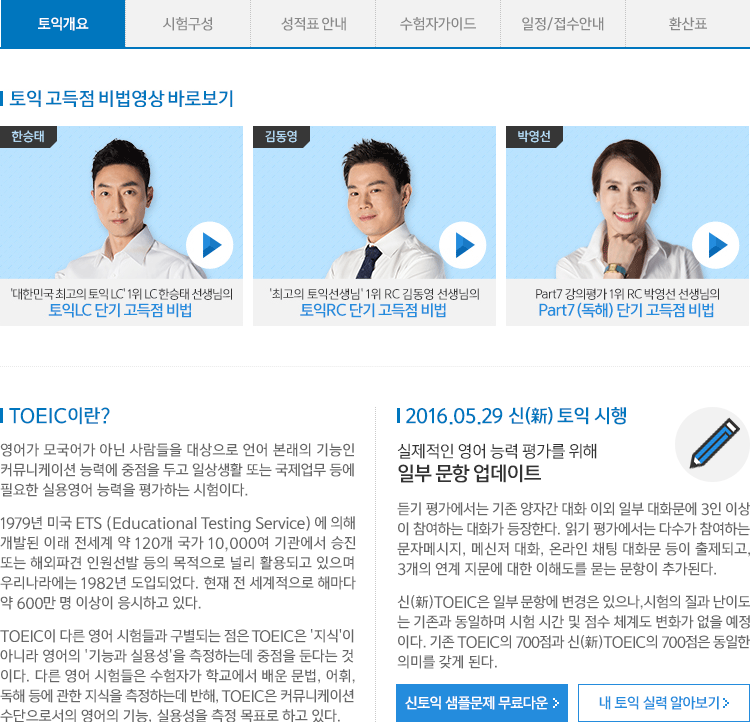 토익개요
시험구성
성적표 안내
수험자가이드
일정/접수안내
환산표
토익 고득점 비법영상 바로보기
한승태
김동영
박영선
'대한민국 최고의 토익 LC' 1위 LC 한승태 선생님의
토익LC 단기 고득점 비법
'최고의 토익선생님' 1위 RC 김동영 선생님의
토익RC 단기 고득점 비법
Part7 강의평가 1위 RC 박영선 선생님의
Part7 (독해) 단기 고득점 비법
TOEIC이란?
영어가 모국어가 아닌 사람들을 대상으로 언어 본래의 기능인
커뮤니케이션 능력에 중점을 두고 일상생활 또는 국제업무 등에
필요한 실용영어 능력을 평가하는 시험이다.
1979년 미국 ETS (Educational Testing Service) 에 의해
개발된 이래 전세계 약 120개 국가 10,000여 기관에서 승진
또는 해외파견 인원선발 등의 목적으로 널리 활용되고 있으며
우리나라에는 1982년 도입되었다. 현재 전 세계적으로 해마다
약 600만 명 이상이 응시하고 있다.
TOEIC이 다른 영어 시험들과 구별되는 점은 TOEIC은 '지식'이
아니라 영어의 '기능과 실용성'을 측정하는데 중점을 둔다는 것
이다. 다른 영어 시험들은 수험자가 학교에서 배운 문법, 어휘,
독해 등에 관한 지식을 측정하는데 반해, TOEIC은 커뮤니케이션
수단으로서의 영어의 기능, 실용성을 측정 목표로 하고 있다.
2016.05.29 신(新) 토익 시행
실제적인 영어 능력 평가를 위해
일부 문항 업데이트
듣기 평가에서는 기존 양자간 대화 이외 일부 대화문에 3인 이상
이 참여하는 대화가 등장한다. 읽기 평가에서는 다수가 참여하는
문자메시지, 메신저 대화, 온라인 채팅 대화문 등이 출제되고,
3개의 연계 지문에 대한 이해도를 묻는 문항이 추가된다.
신(新)TOEIC은 일부 문항에 변경은 있으나,시험의 질과 난이도
는 기존과 동일하며 시험 시간 및 점수 체계도 변화가 없을 예정
이다. 기존 TOEIC의 700점과 신(新)TOEIC의 700점은 동일한
의미를 갖게 된다.
신토익 샘플문제 무료다운 >
내 토익 실력 알아보기 >